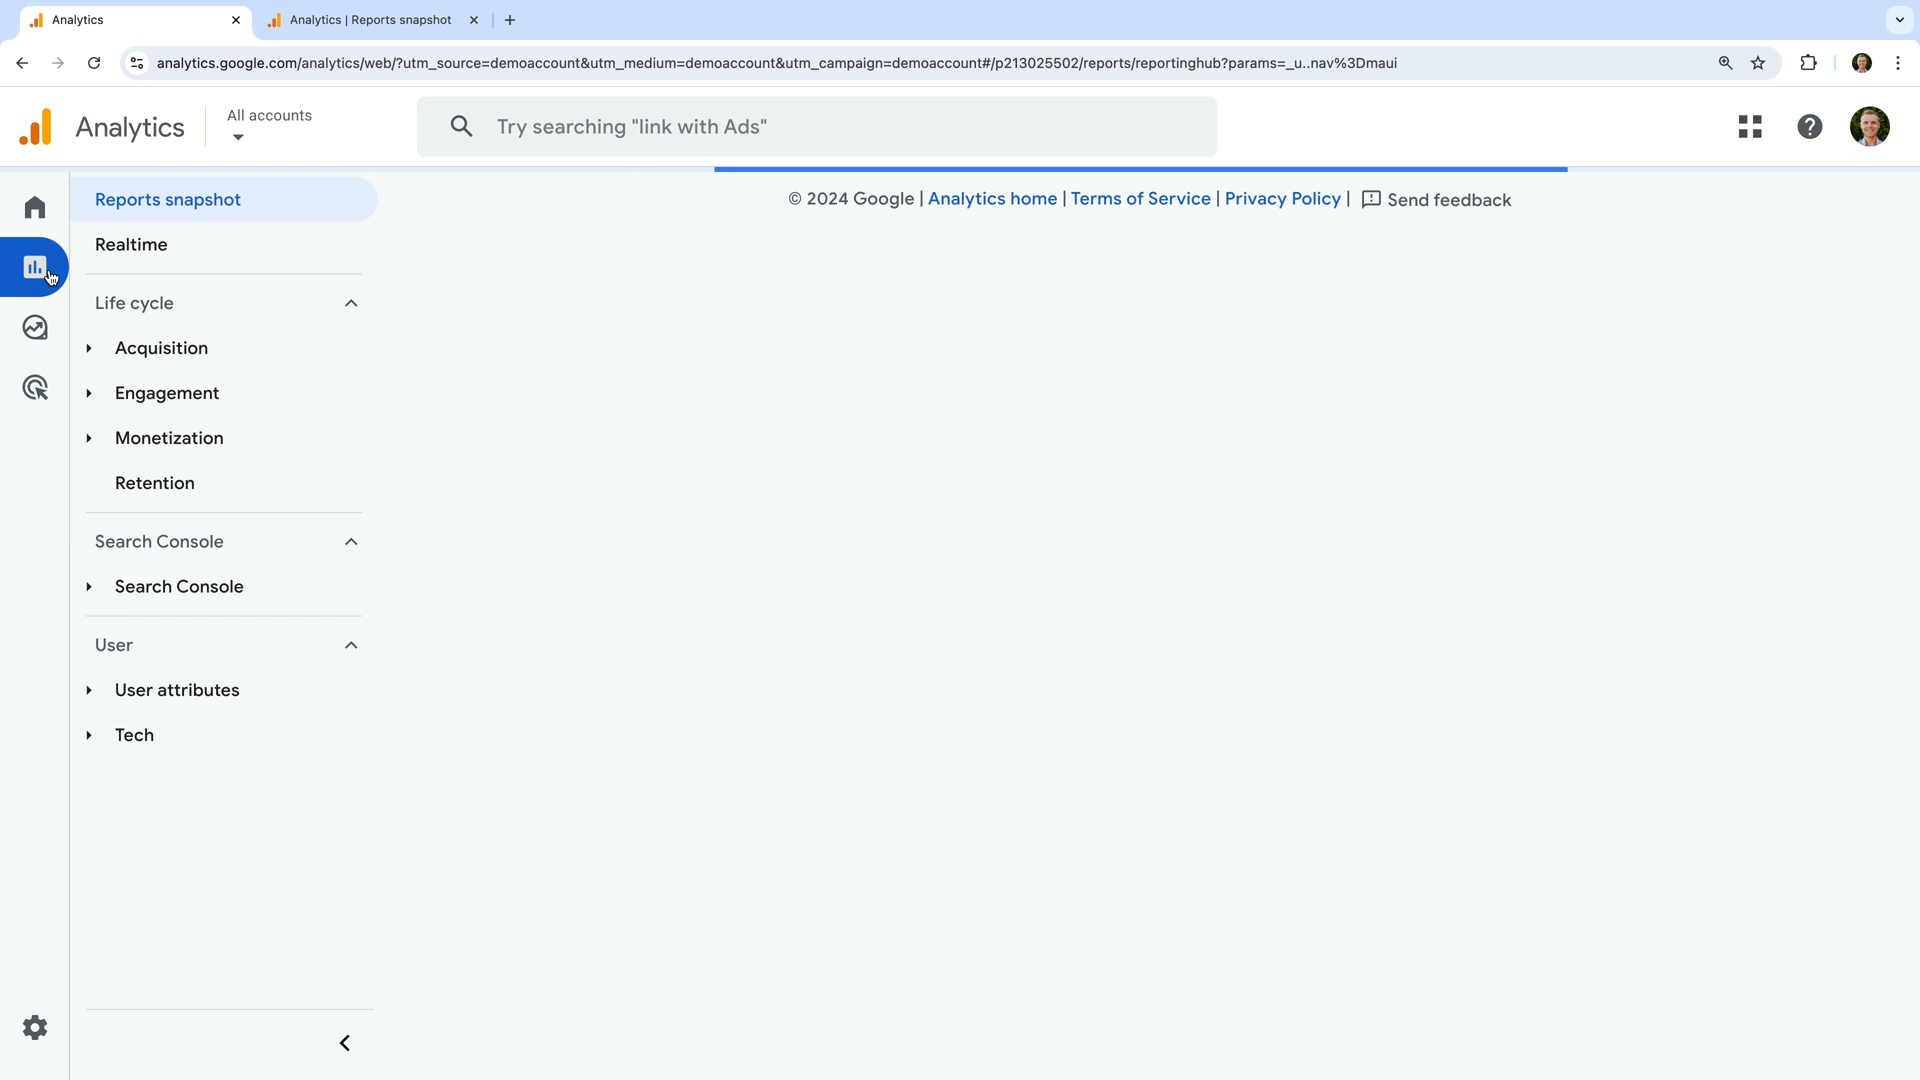 Analytics
Analytics | Reports snapshot
analytics.google.com/analytics/web/?utm_source=demoaccount&utm_medium=demoaccount&utm_campaign=demoaccount#/p213025502/reports/reportinghub?params=_u..nav%3Dmaui
Analytics
All accounts
Try searching "link with Ads"
Reports snapshot
© 2024 Google | Analytics home | Terms of Service | Privacy Policy | Send feedback
Realtime
Life cycle
Acquisition
Engagement
Monetization
Retention
Search Console
Search Console
User
User attributes
Tech